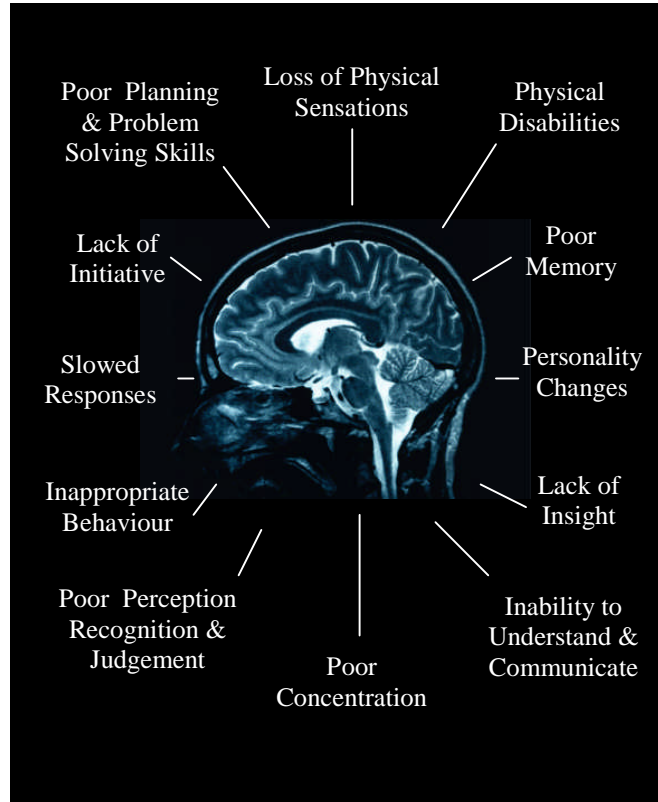 Loss of Physical
Sensations
Poor Planning
& Problem
Solving Skills
Physical
Disabilities
Lack of
Initiative
Poor
Memory
Slowed
Responses
Personality
Changes
Inappropriate
Behaviour
Lack of
Insight
Poor Perception
Recognition &
Judgement
Inability to
Understand &
Communicate
Poor
Concentration